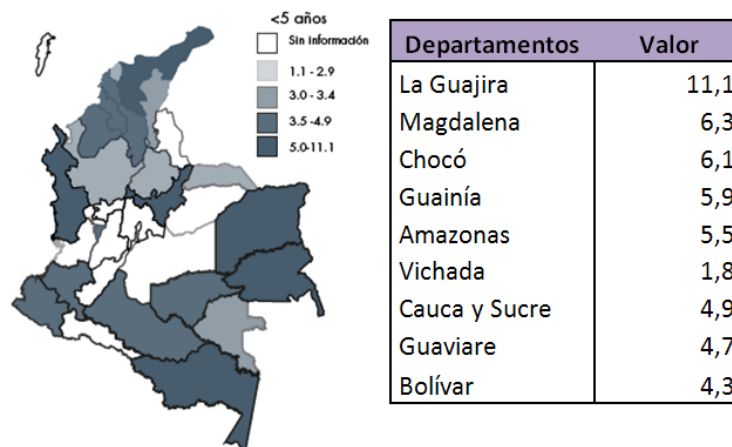 <5 años
Sin información
1.1 - 2.9
3.0 - 3.4
3.5 -4.9
5.0-11.1
Departamentos Valor
La Guajira 11,1
Magdalena 6,3
Chocó 6,1
Guainía 5,9
Amazonas 5,5
Vichada 1,8
Cauca y Sucre 4,9
Guaviare 4,7
Bolívar 4,3